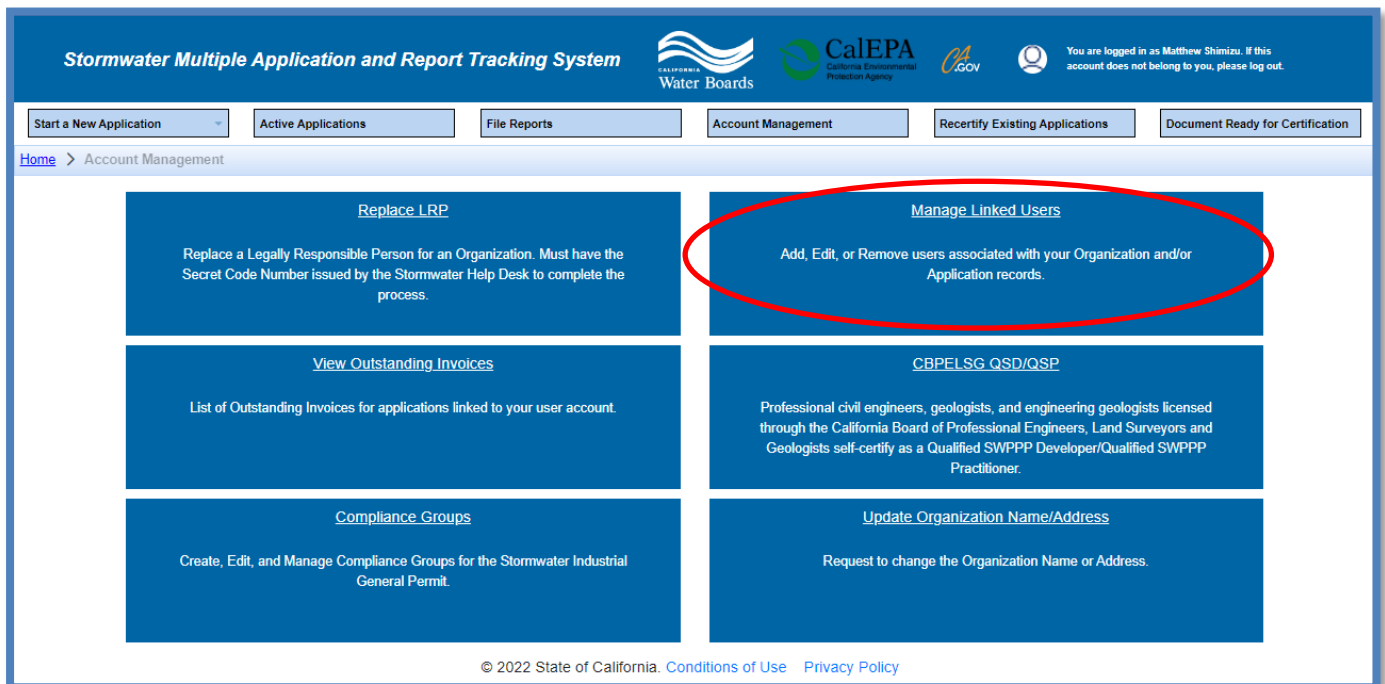 Stormwater Multiple Application and Report Tracking System
CALIFORNIA
Water Boards
CalEPA
California Environmental
Protection Agency
CA.GOV
You are logged in as Matthew Shimizu. If this
account does not belong to you, please log out.
Start a New Application
Active Applications
File Reports
Account Management
Recertify Existing Applications
Document Ready for Certification
Home > Account Management
Replace LRP
Replace a Legally Responsible Person for an Organization. Must have the
Secret Code Number issued by the Stormwater Help Desk to complete the
process.
Manage Linked Users
Add, Edit, or Remove users associated with your Organization and/or
Application records.
View Outstanding Invoices
List of Outstanding Invoices for applications linked to your user account.
CBPELSG QSD/QSP
Professional civil engineers, geologists, and engineering geologists licensed
through the California Board of Professional Engineers, Land Surveyors and
Geologists self-certify as a Qualified SWPPP Developer/Qualified SWPPP
Practitioner.
Compliance Groups
Create, Edit, and Manage Compliance Groups for the Stormwater Industrial
General Permit.
Update Organization Name/Address
Request to change the Organization Name or Address.
© 2022 State of California. Conditions of Use Privacy Policy